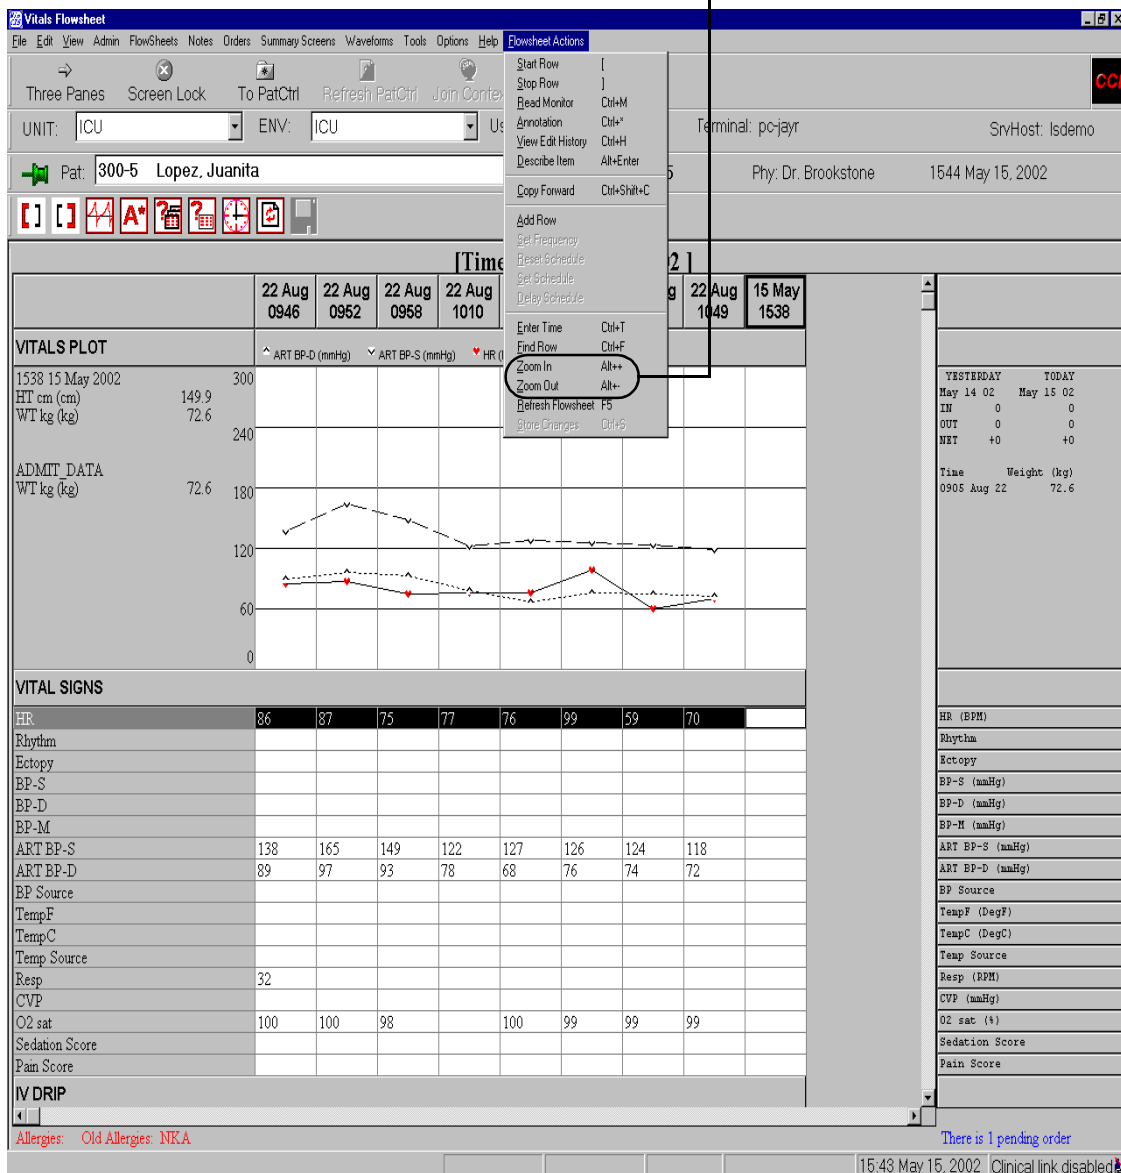 Vitals Flowsheet
File Edit View Admin FlowSheets Notes Orders Summary Screens Waveforms Tools Options Help Flowsheet Actions
Three Panes Screen Lock To PatCtrl Refresh PatCtrl Join Contex
CCI
UNIT: ICU ENV: ICU Us Terminal: pc-jayr SrvHost: lsdemo
Pat: 300-5 Lopez, Juanita 5 Phy: Dr. Brookstone 1544 May 15, 2002
Start Row [
Stop Row ]
Read Monitor Ctrl+M
Annotation Ctrl+*
View Edit History Ctrl+H
Describe Item Alt+Enter
Copy Forward Ctrl+Shift+C
Add Row
Set Frequency
Reset Schedule
Set Schedule
Delay Schedule
Enter Time Ctrl+T
Find Row Ctrl+F
Zoom In Alt++
Zoom Out Alt+-
Refresh Flowsheet F5
Store Changes Ctrl+S
[Time 02 ]
22 Aug 22 Aug 22 Aug 22 Aug g 22 Aug 15 May
0946 0952 0958 1010 1049 1538
VITALS PLOT
ART BP-D (mmHg) ART BP-S (mmHg) HR (
1538 15 May 2002
HT cm (cm) 149.9
WT kg (kg) 72.6
ADMIT_DATA
WT kg (kg) 72.6
300
240
180
120
60
0
YESTERDAY TODAY
May 14 02 May 15 02
IN 0 0
OUT 0 0
NET +0 +0
Time Weight (kg)
0905 Aug 22 72.6
VITAL SIGNS
HR 86 87 75 77 76 99 59 70 HR (BPM)
Rhythm Rhythm
Ectopy Ectopy
BP-S BP-S (mmHg)
BP-D BP-D (mmHg)
BP-M BP-M (mmHg)
ART BP-S 138 165 149 122 127 126 124 118 ART BP-S (mmHg)
ART BP-D 89 97 93 78 68 76 74 72 ART BP-D (mmHg)
BP Source BP Source
TempF TempF (DegF)
TempC TempC (DegC)
Temp Source Temp Source
Resp 32 Resp (RPM)
CVP CVP (mmHg)
O2 sat 100 100 98 100 99 99 99 O2 sat (%)
Sedation Score Sedation Score
Pain Score Pain Score
IV DRIP
Allergies: Old Allergies: NKA There is 1 pending order
15:43 May 15, 2002 Clinical link disabled